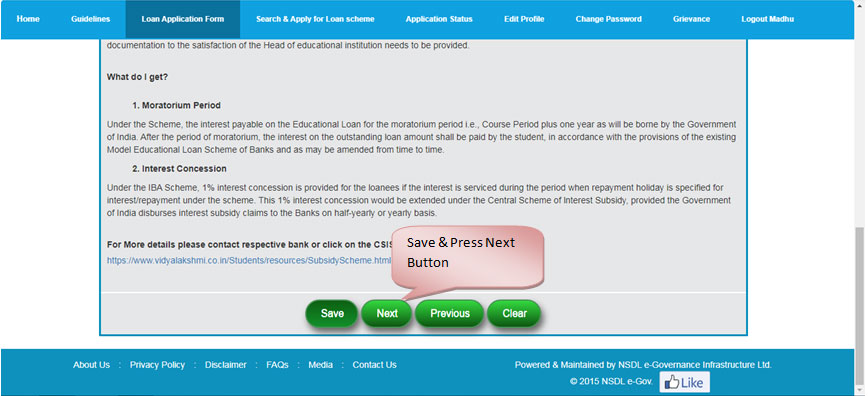 Home Guidelines Loan Application Form Search & Apply for Loan scheme Application Status Edit Profile Change Password Grievance Logout Madhu
documentation to the satisfaction of the Head of educational institution needs to be provided.
What do I get?
1. Moratorium Period
Under the Scheme, the interest payable on the Educational Loan for the moratorium period i.e., Course Period plus one year as will be borne by the Government
of India. After the period of moratorium, the interest on the outstanding loan amount shall be paid by the student, in accordance with the provisions of the existing
Model Educational Loan Scheme of Banks and as may be amended from time to time.
2. Interest Concession
Under the IBA Scheme, 1% interest concession is provided for the loanees if the interest is serviced during the period when repayment holiday is specified for
interest/repayment under the scheme. This 1% interest concession would be extended under the Central Scheme of Interest Subsidy, provided the Government
of India disburses interest subsidy claims to the Banks on half-yearly or yearly basis.
For More details please contact respective bank or click on the CSIS
https://www.vidyalakshmi.co.in/Students/resources/SubsidyScheme.html
Save & Press Next
Button
Save Next Previous Clear
About Us : Privacy Policy : Disclaimer : FAQs : Media : Contact Us
Powered & Maintained by NSDL e-Governance Infrastructure Ltd.
© 2015 NSDL e-Gov. Like